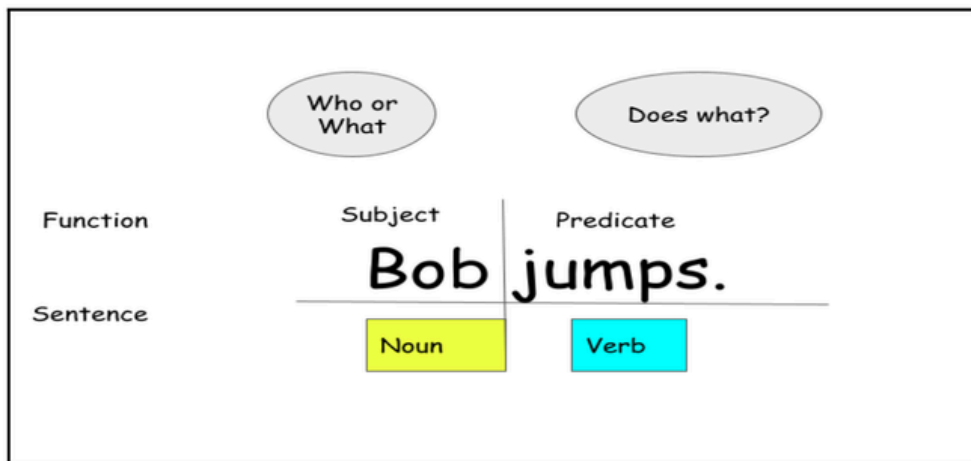 Who or
What
Does what?
Function
Subject
Predicate
Bob jumps.
Sentence
Noun
Verb